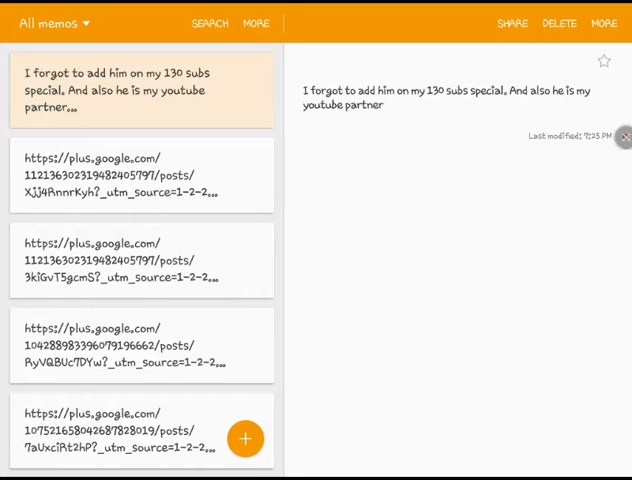 All memos
SEARCH
MORE
SHARE
DELETE
MORE
I forgot to add him on my 130 subs
special. And also he is my youtube
partner...
https://plus.google.com/
112136302319482405797/posts/
Xjj4RnnrKyh?_utm_source=1-2-2...
https://plus.google.com/
112136302319482405797/posts/
3kiGvT5gcmS?_utm_source=1-2-2...
https://plus.google.com/
104288983396079196662/posts/
RyVQBUc7DYw?_utm_source=1-2-2...
https://plus.google.com/
107521658042687828019/posts/
7aUxciRt2hP?_utm_source=1-2-2...
I forgot to add him on my 130 subs special. And also he is my
youtube partner
Last modified: 7:25 PM